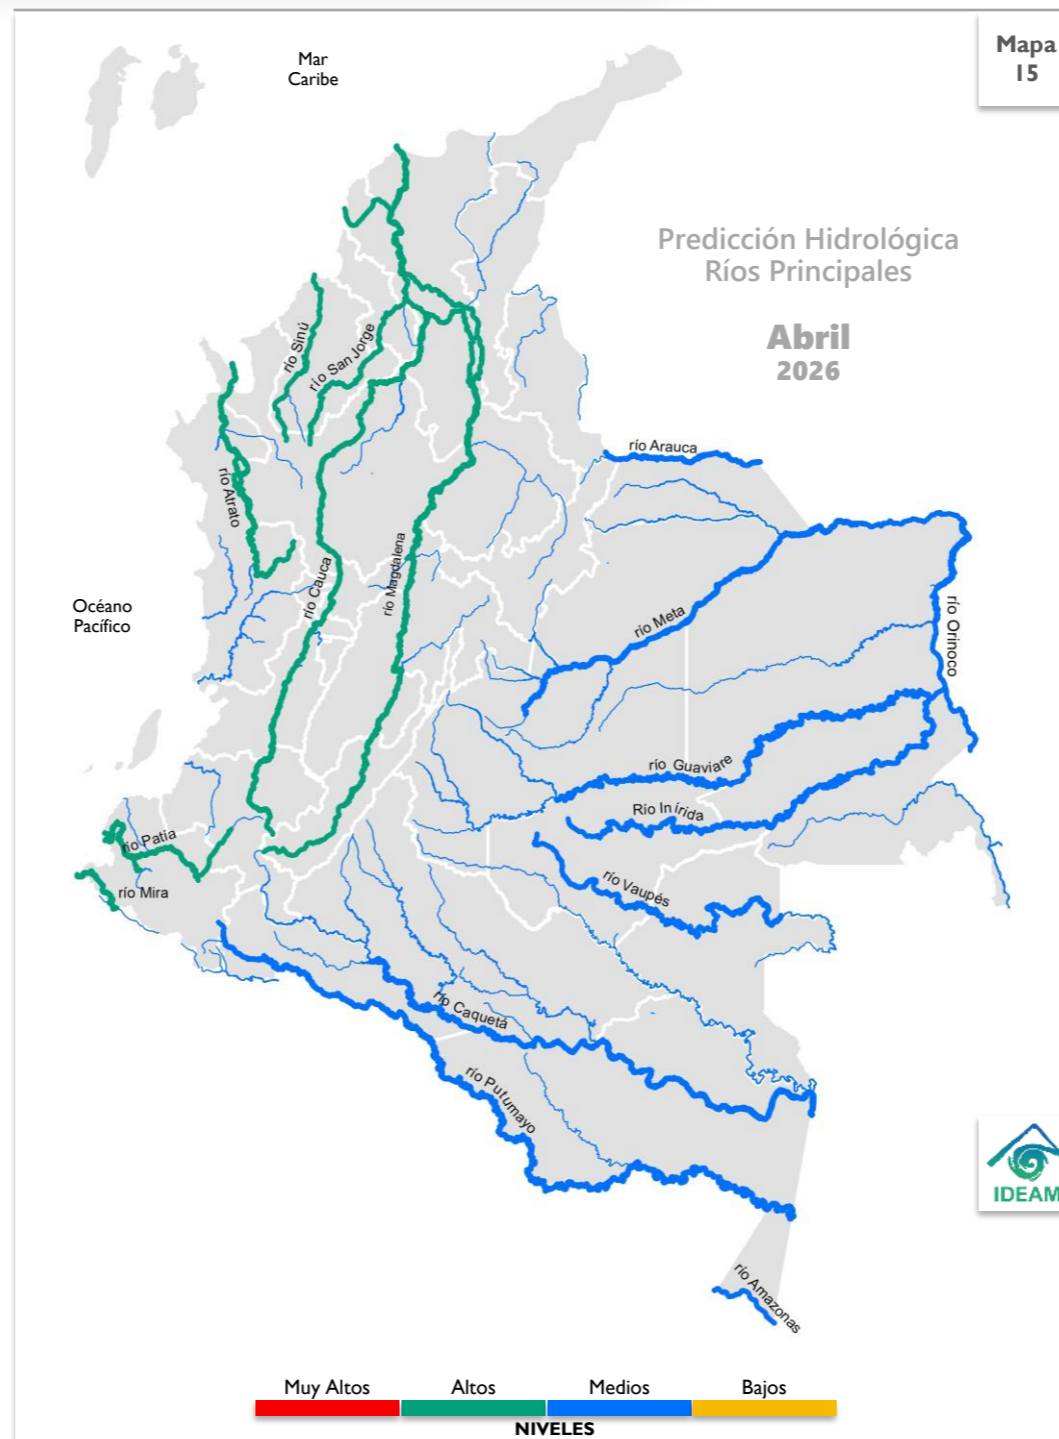 Mar
Caribe
Mapa
15
Predicción Hidrológica
Ríos Principales
Abril
2026
río Sinú
río San Jorge
río Arauca
río Atrato
río Cauca
río Magdalena
río Meta
río Orinoco
Océano
Pacífico
río Guaviare
Río Inírida
río Patía
río Mira
río Vaupés
río Caquetá
río Putumayo
río Amazonas
IDEAM
Muy Altos
Altos
Medios
Bajos
NIVELES